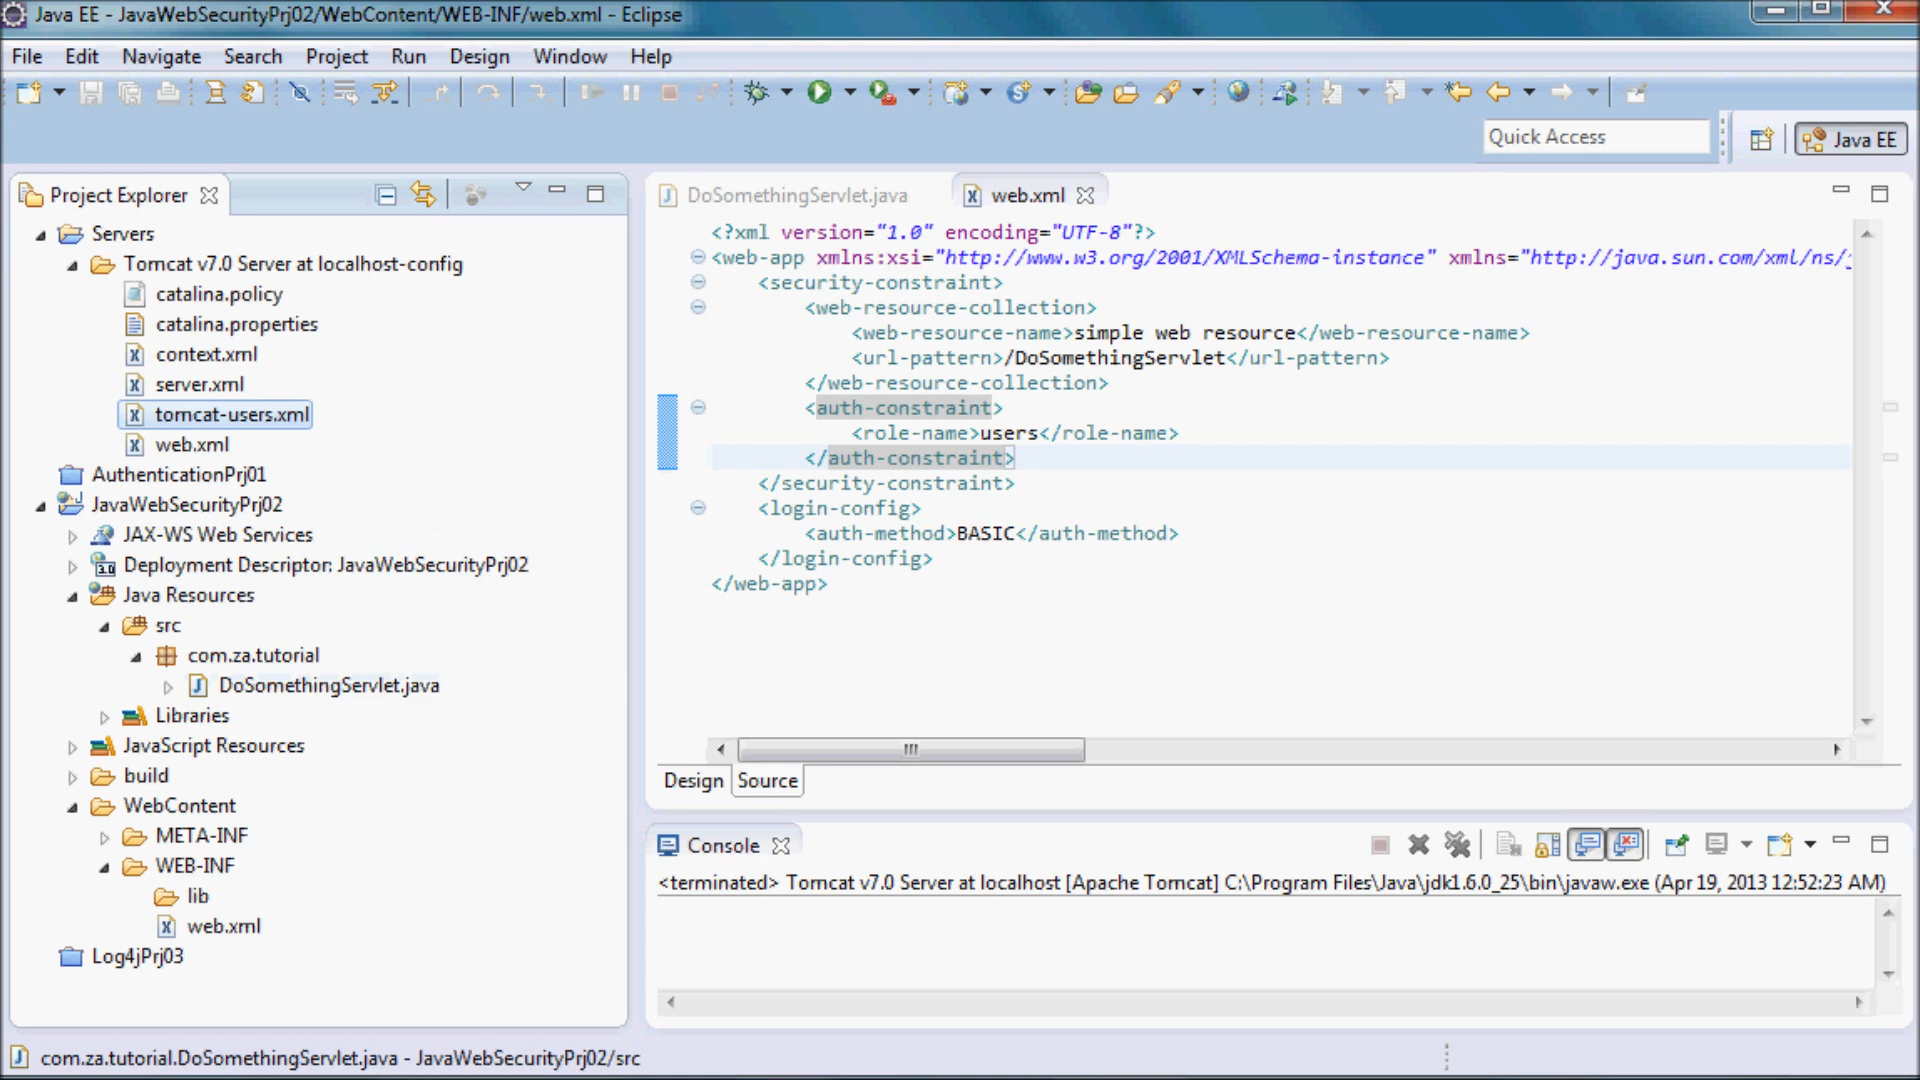 Java EE - JavaWebSecurityPrj02/WebContent/WEB-INF/web.xml - Eclipse
File Edit Navigate Search Project Run Design Window Help
Quick Access
Java EE
Project Explorer
Servers
Tomcat v7.0 Server at localhost-config
catalina.policy
catalina.properties
context.xml
server.xml
tomcat-users.xml
web.xml
AuthenticationPrj01
JavaWebSecurityPrj02
JAX-WS Web Services
Deployment Descriptor: JavaWebSecurityPrj02
Java Resources
src
com.za.tutorial
DoSomethingServlet.java
Libraries
JavaScript Resources
build
WebContent
META-INF
WEB-INF
lib
web.xml
Log4jPrj03
DoSomethingServlet.java
web.xml
<?xml version="1.0" encoding="UTF-8"?>
<web-app xmlns:xsi="http://www.w3.org/2001/XMLSchema-instance" xmlns="http://java.sun.com/xml/ns/
<security-constraint>
<web-resource-collection>
<web-resource-name>simple web resource</web-resource-name>
<url-pattern>/DoSomethingServlet</url-pattern>
</web-resource-collection>
<auth-constraint>
<role-name>users</role-name>
</auth-constraint>
</security-constraint>
<login-config>
<auth-method>BASIC</auth-method>
</login-config>
</web-app>
Design Source
Console
<terminated> Tomcat v7.0 Server at localhost [Apache Tomcat] C:\Program Files\Java\jdk1.6.0_25\bin\javaw.exe (Apr 19, 2013 12:52:23 AM)
com.za.tutorial.DoSomethingServlet.java - JavaWebSecurityPrj02/src